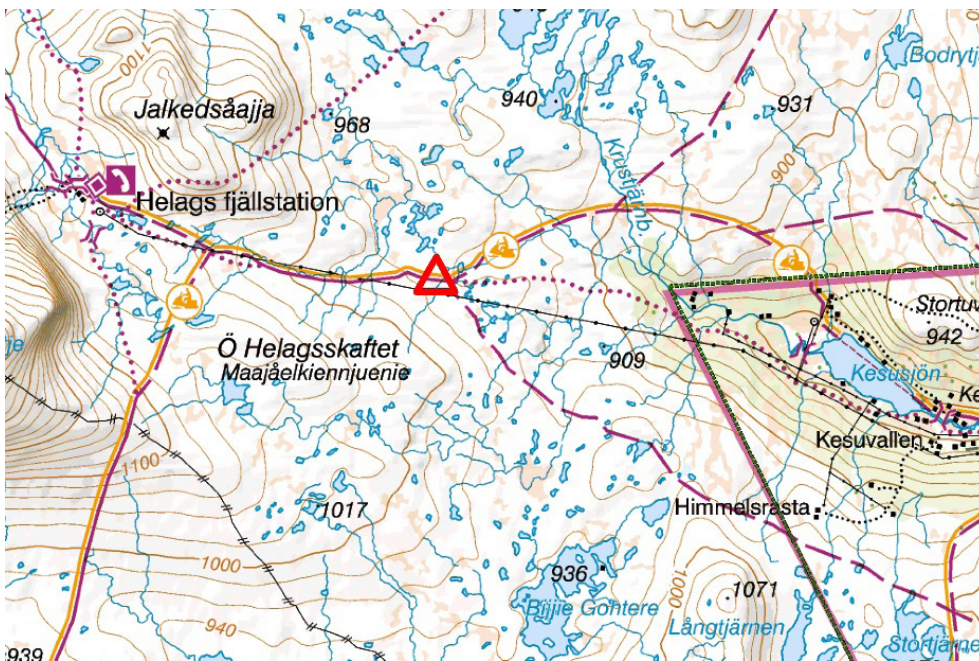 940
Bodrytj
1100
Jalkedsåajja
968
940
931
900
Krustjärnb.
Helags fjällstation
Stortuv
942
Ö Helagsskaftet
Maajåelkiennjuenie
909
Kesusjön
Ke
Kesuvallen
1100
1017
Himmelsrasta
1000
936
1000
1071
Bijjie Gohtere
Långtjärnen
940
939
Stortjärne